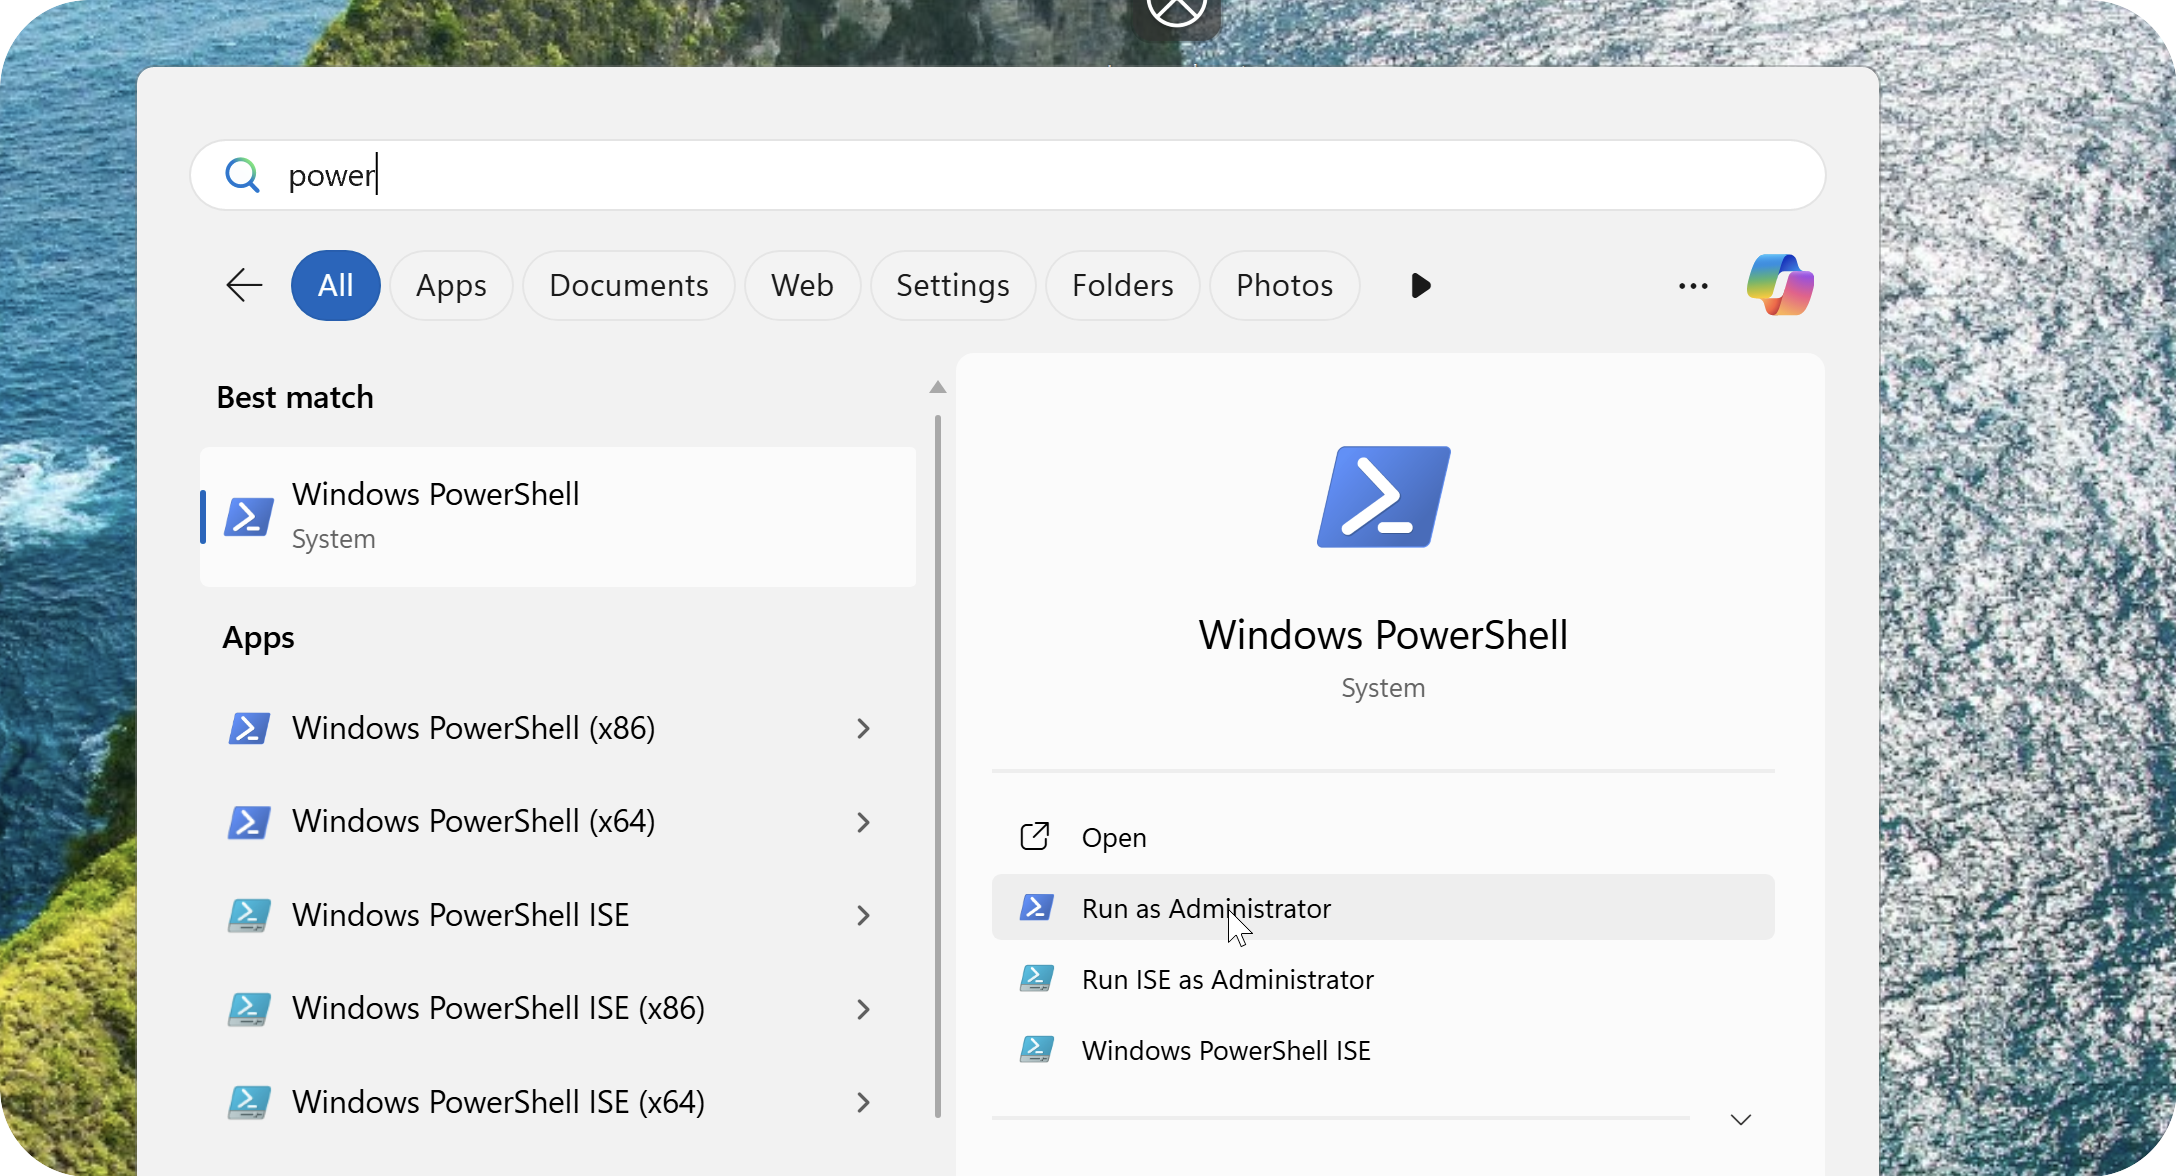 power
All Apps Documents Web Settings Folders Photos
Best match
Windows PowerShell
System
Apps
Windows PowerShell (x86)
Windows PowerShell (x64)
Windows PowerShell ISE
Windows PowerShell ISE (x86)
Windows PowerShell ISE (x64)
Windows PowerShell
System
Open
Run as Administrator
Run ISE as Administrator
Windows PowerShell ISE